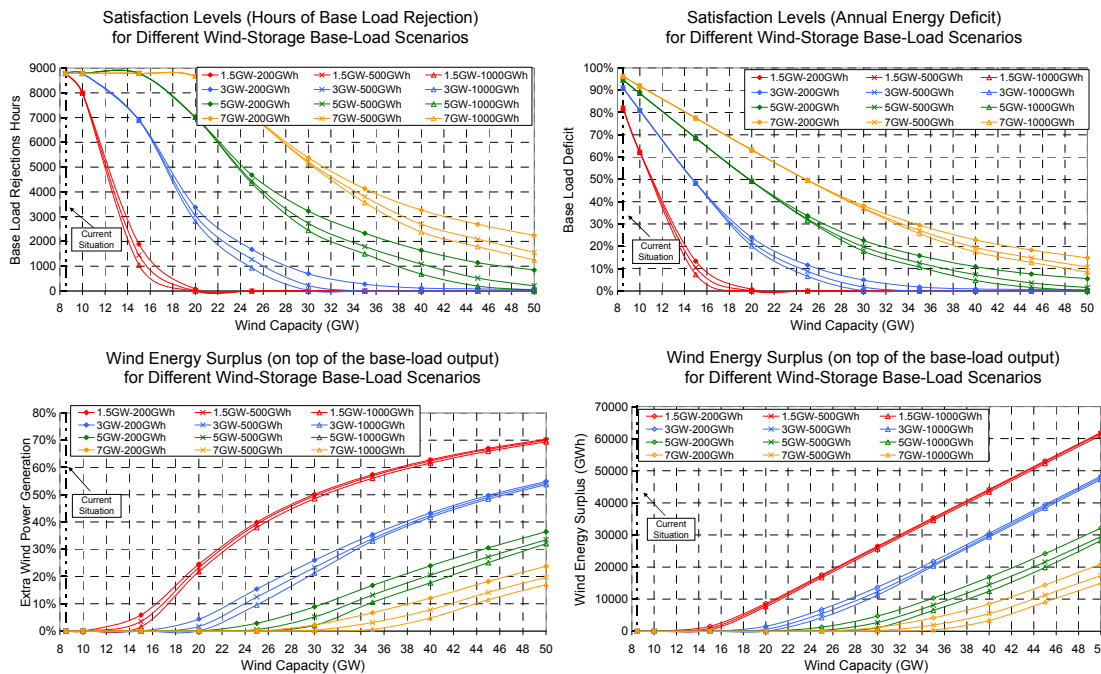 Satisfaction Levels (Hours of Base Load Rejection)
for Different Wind-Storage Base-Load Scenarios
9000
8000
7000
6000
5000
4000
3000
2000
1000
0
Base Load Rejections Hours
1.5GW-200GWh 1.5GW-500GWh 1.5GW-1000GWh
3GW-200GWh 3GW-500GWh 3GW-1000GWh
5GW-200GWh 5GW-500GWh 5GW-1000GWh
7GW-200GWh 7GW-500GWh 7GW-1000GWh
Current
Situation
8 10 12 14 16 18 20 22 24 26 28 30 32 34 36 38 40 42 44 46 48 50
Wind Capacity (GW)
Satisfaction Levels (Annual Energy Deficit)
for Different Wind-Storage Base-Load Scenarios
100%
90%
80%
70%
60%
50%
40%
30%
20%
10%
0%
Base Load Deficit
1.5GW-200GWh 1.5GW-500GWh 1.5GW-1000GWh
3GW-200GWh 3GW-500GWh 3GW-1000GWh
5GW-200GWh 5GW-500GWh 5GW-1000GWh
7GW-200GWh 7GW-500GWh 7GW-1000GWh
Current
Situation
8 10 12 14 16 18 20 22 24 26 28 30 32 34 36 38 40 42 44 46 48 50
Wind Capacity (GW)
Wind Energy Surplus (on top of the base-load output)
for Different Wind-Storage Base-Load Scenarios
80%
70%
60%
50%
40%
30%
20%
10%
0%
Extra Wind Power Generation
1.5GW-200GWh 1.5GW-500GWh 1.5GW-1000GWh
3GW-200GWh 3GW-500GWh 3GW-1000GWh
5GW-200GWh 5GW-500GWh 5GW-1000GWh
7GW-200GWh 7GW-500GWh 7GW-1000GWh
Current
Situation
8 10 12 14 16 18 20 22 24 26 28 30 32 34 36 38 40 42 44 46 48 50
Wind Capacity (GW)
Wind Energy Surplus (on top of the base-load output)
for Different Wind-Storage Base-Load Scenarios
70000
60000
50000
40000
30000
20000
10000
0
Wind Energy Surplus (GWh)
1.5GW-200GWh 1.5GW-500GWh 1.5GW-1000GWh
3GW-200GWh 3GW-500GWh 3GW-1000GWh
5GW-200GWh 5GW-500GWh 5GW-1000GWh
7GW-200GWh 7GW-500GWh 7GW-1000GWh
Current
Situation
8 10 12 14 16 18 20 22 24 26 28 30 32 34 36 38 40 42 44 46 48 50
Wind Capacity (GW)